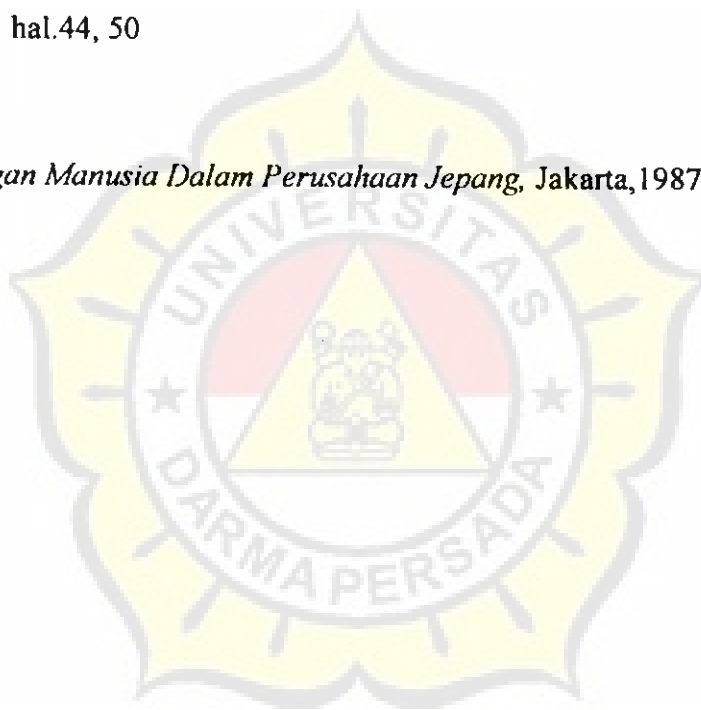 hal.44, 50
gan Manusia Dalam Perusahaan Jepang, Jakarta,1987
UNIVERSITAS
DARMA PERSADA